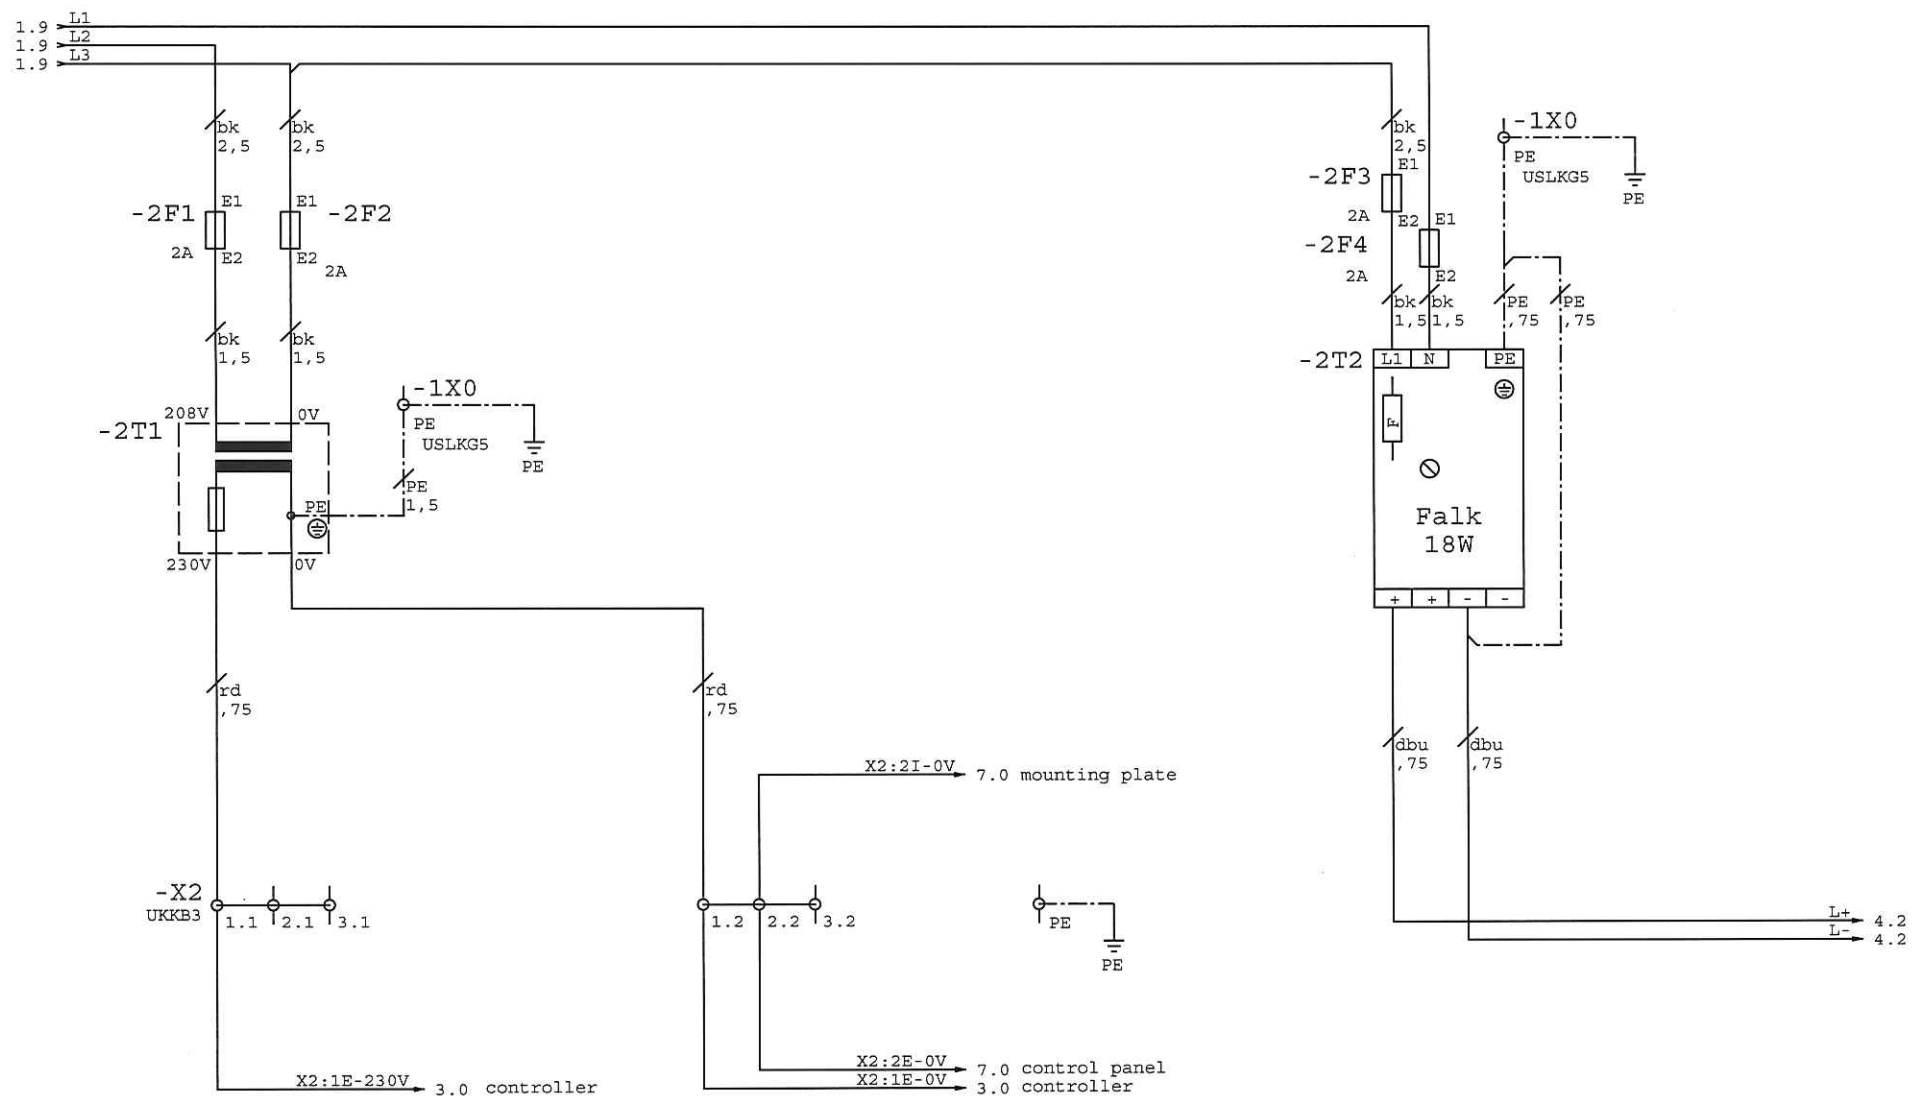 1.9 L1
1.9 L2
1.9 L3
bk
2,5
bk
2,5
bk
2,5
-1X0
PE
USLKG5
PE
-2F1
E1
2A
E2
E1
-2F2
E2
2A
-2F3
E1
2A
E2
-2F4
E1
2A
E2
bk
1,5
bk
1,5
bk
1,5
bk
1,5
PE
,75
PE
,75
-2T1
208V
0V
PE
230V
0V
-1X0
PE
USLKG5
PE
PE
1,5
-2T2
L1
N
PE
F
Falk
18W
+
+
-
-
rd
,75
rd
,75
dbu
,75
dbu
,75
X2:2I-0V 7.0 mounting plate
-X2
UKKB3
1.1
2.1
3.1
1.2
2.2
3.2
PE
PE
L+ 4.2
L- 4.2
X2:2E-0V 7.0 control panel
X2:1E-0V 3.0 controller
X2:1E-230V 3.0 controller